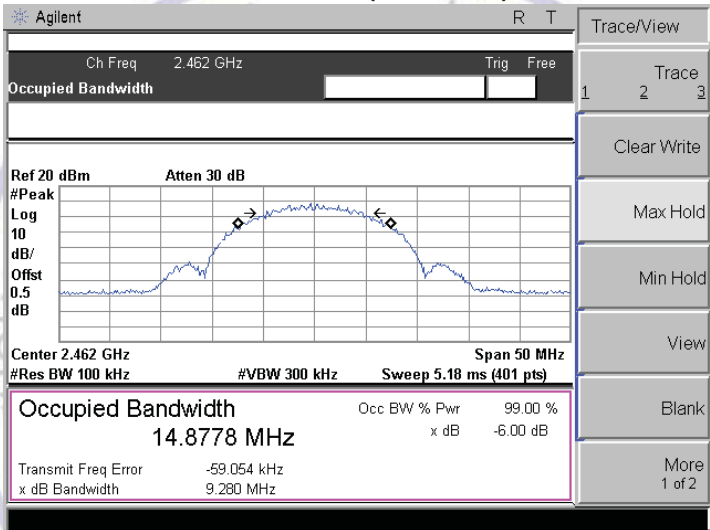 Agilent R T
Ch Freq 2.462 GHz Trig Free
Occupied Bandwidth
Ref 20 dBm Atten 30 dB
#Peak
Log
10
dB/
Offst
0.5
dB
Center 2.462 GHz Span 50 MHz
#Res BW 100 kHz #VBW 300 kHz Sweep 5.18 ms (401 pts)
Occupied Bandwidth Occ BW % Pwr 99.00 %
14.8778 MHz x dB -6.00 dB
Transmit Freq Error -59.054 kHz
x dB Bandwidth 9.280 MHz
Trace/View
Trace
1 2 3
Clear Write
Max Hold
Min Hold
View
Blank
More
1 of 2